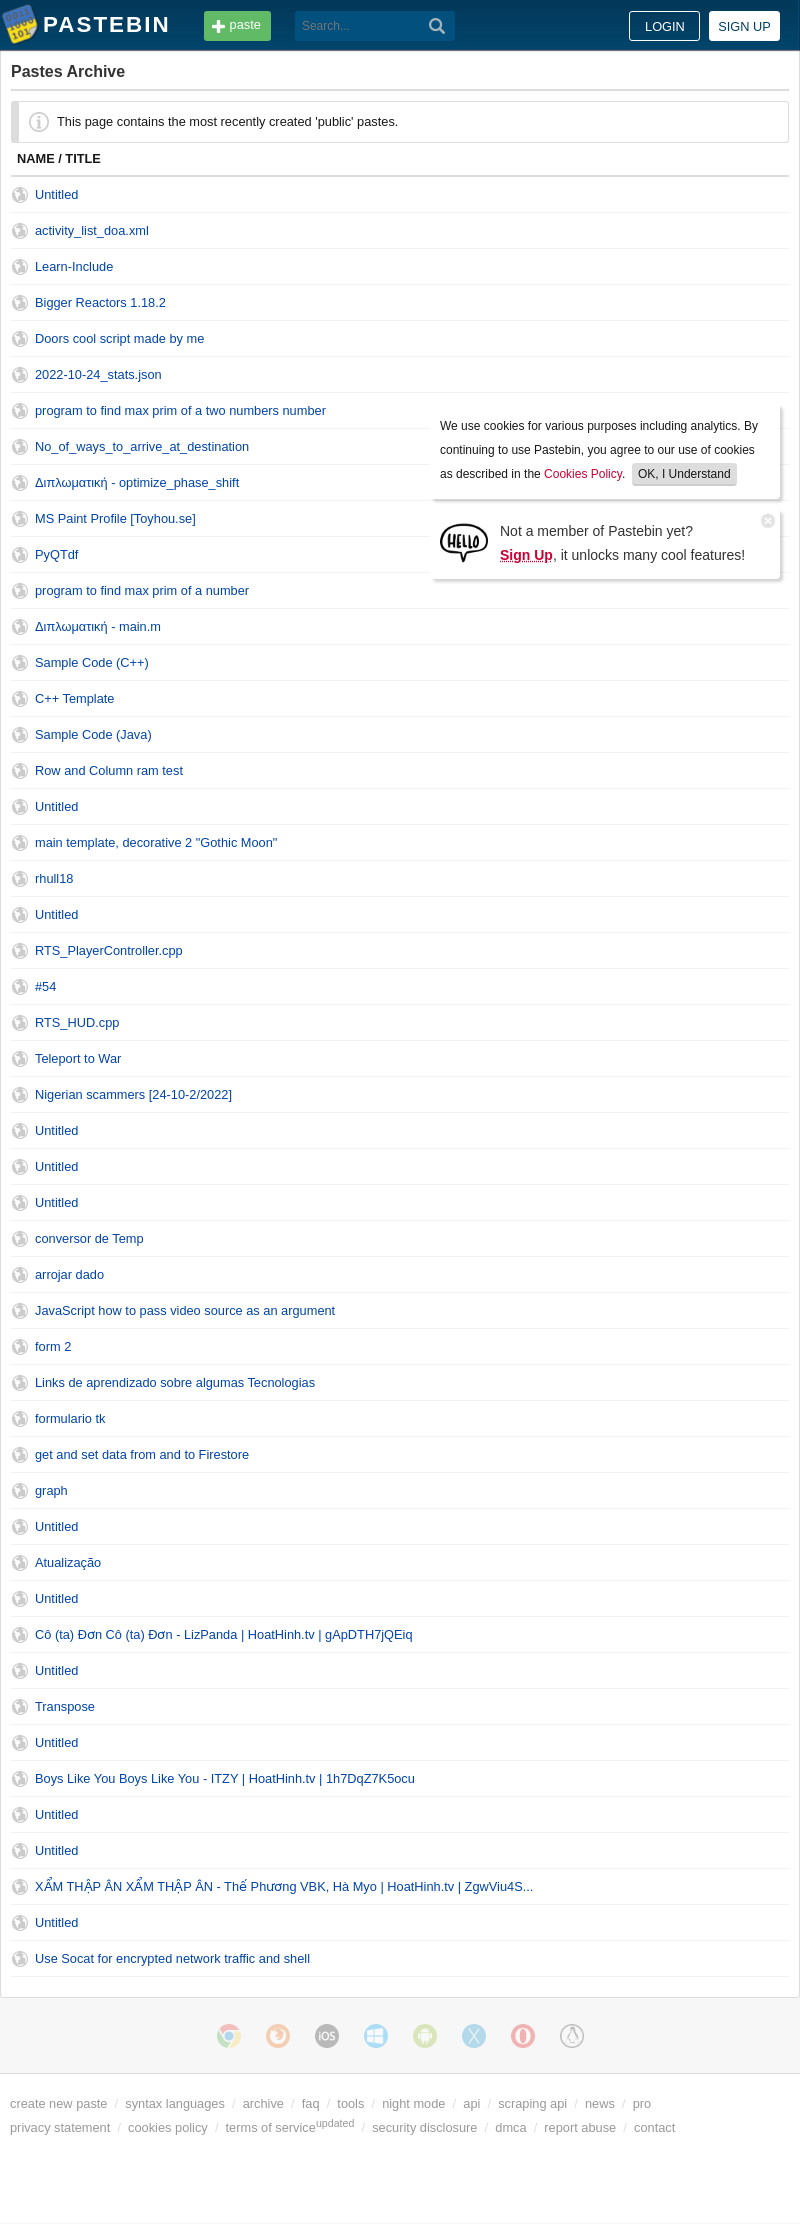 PASTEBIN
paste
Search...
LOGIN
SIGN UP
Pastes Archive
This page contains the most recently created 'public' pastes.
NAME / TITLE
Untitled
activity_list_doa.xml
Learn-Include
Bigger Reactors 1.18.2
Doors cool script made by me
2022-10-24_stats.json
program to find max prim of a two numbers number
No_of_ways_to_arrive_at_destination
Διπλωματική - optimize_phase_shift
MS Paint Profile [Toyhou.se]
PyQTdf
program to find max prim of a number
We use cookies for various purposes including analytics. By
continuing to use Pastebin, you agree to our use of cookies
as described in the Cookies Policy. OK, I Understand
HELLO
Not a member of Pastebin yet?
Sign Up, it unlocks many cool features!
Διπλωματική - main.m
Sample Code (C++)
C++ Template
Sample Code (Java)
Row and Column ram test
Untitled
main template, decorative 2 "Gothic Moon"
rhull18
Untitled
RTS_PlayerController.cpp
#54
RTS_HUD.cpp
Teleport to War
Nigerian scammers [24-10-2/2022]
Untitled
Untitled
Untitled
conversor de Temp
arrojar dado
JavaScript how to pass video source as an argument
form 2
Links de aprendizado sobre algumas Tecnologias
formulario tk
get and set data from and to Firestore
graph
Untitled
Atualização
Untitled
Cô (ta) Đơn Cô (ta) Đơn - LizPanda | HoatHinh.tv | gApDTH7jQEiq
Untitled
Transpose
Untitled
Boys Like You Boys Like You - ITZY | HoatHinh.tv | 1h7DqZ7K5ocu
Untitled
Untitled
XẨM THẬP ÂN XẨM THẬP ÂN - Thế Phương VBK, Hà Myo | HoatHinh.tv | ZgwViu4S...
Untitled
Use Socat for encrypted network traffic and shell
iOS
create new paste / syntax languages / archive / faq / tools / night mode / api / scraping api / news / pro
privacy statement / cookies policy / terms of service updated / security disclosure / dmca / report abuse / contact